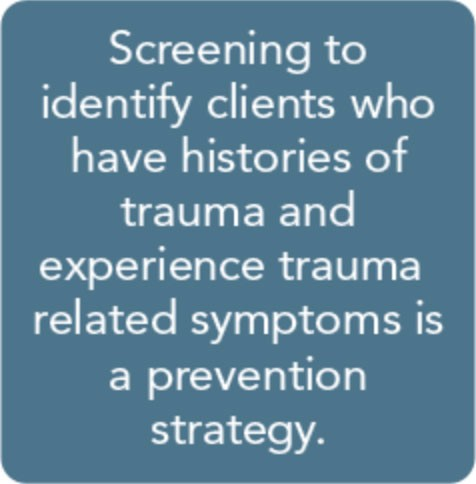 Screening to
identify clients who
have histories of
trauma and
experience trauma
related symptoms is
a prevention
strategy.